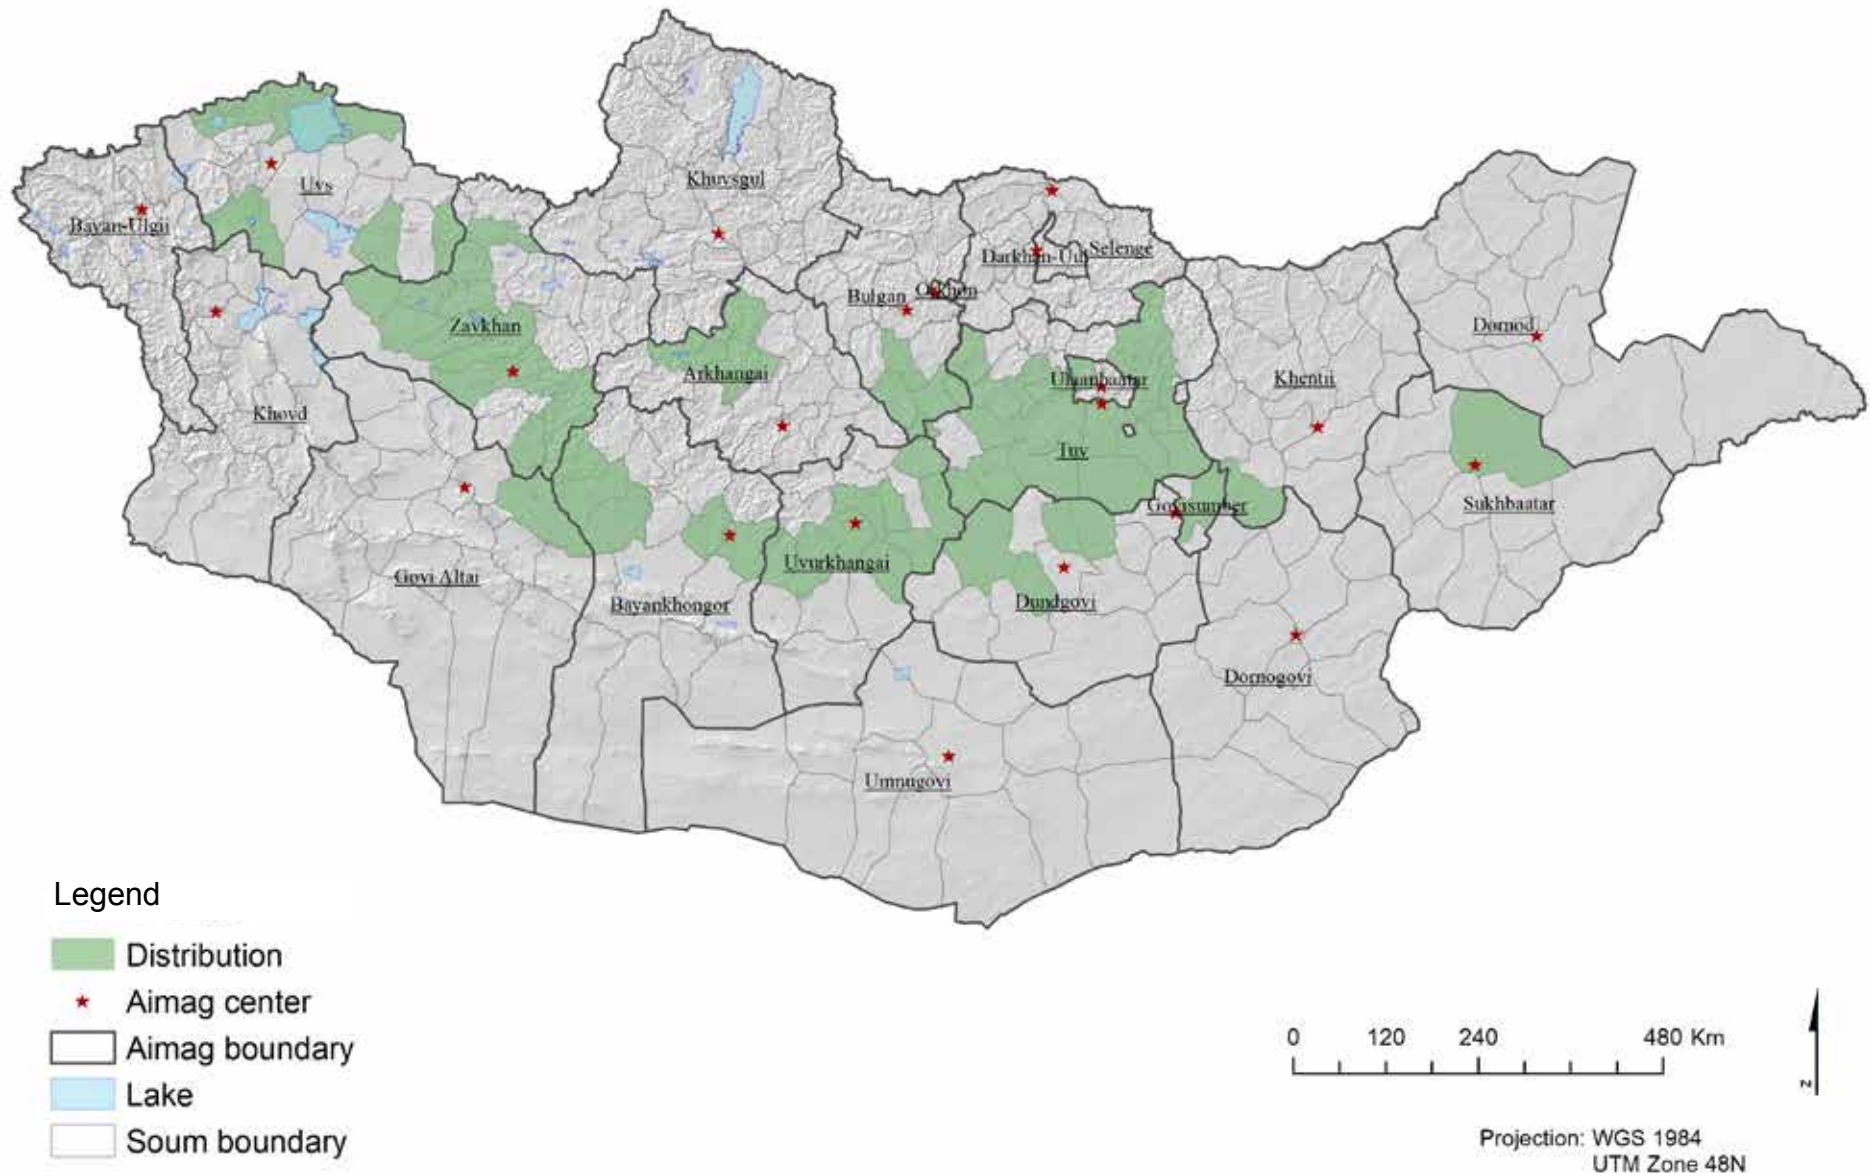 Khuvsgul
Uvs
Bayan-Ulgii
Darkhan-Uul
Selenge
Bulgan
Orkhon
Zavkhan
Dornod
Arkhangai
Ulaanbaatar
Khentii
Khovd
Tuv
Govisumber
Sukhbaatar
Uvurkhangai
Govi Altai
Bayankhongor
Dundgovi
Dornogovi
Umnugovi
Legend
Distribution
Aimag center
Aimag boundary
Lake
Soum boundary
0 120 240 480 Km
z
Projection: WGS 1984
UTM Zone 48N